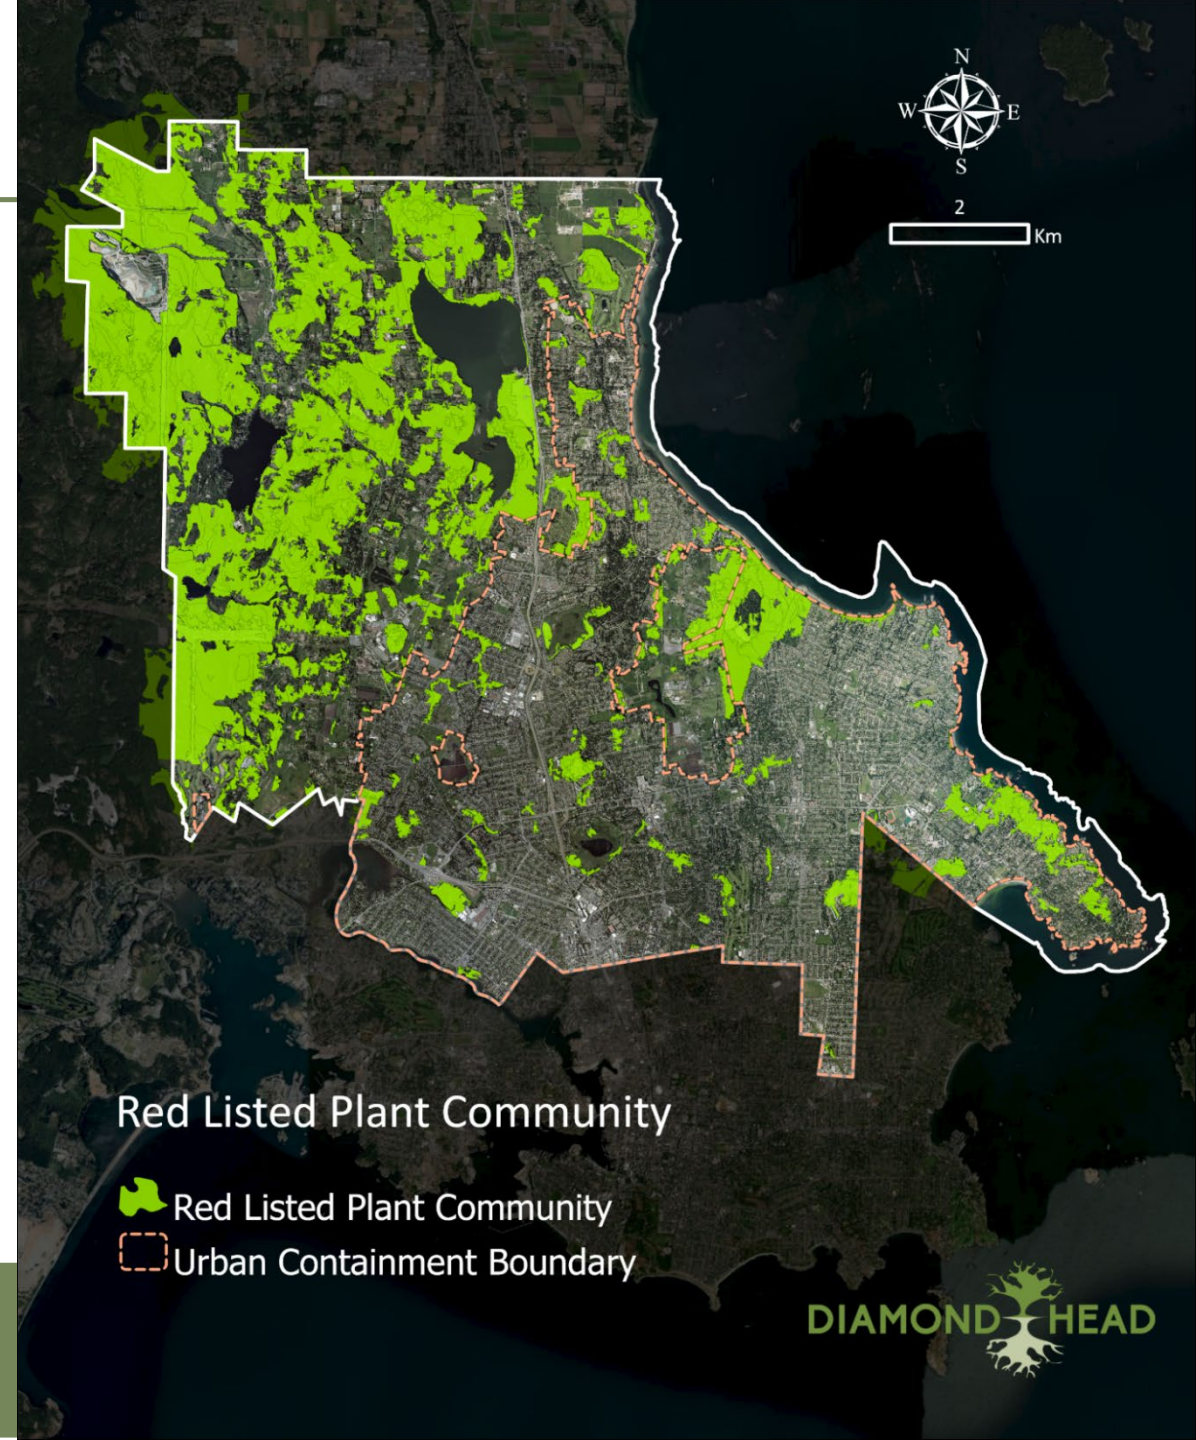 N
W E
S
2
Km
Red Listed Plant Community
Red Listed Plant Community
Urban Containment Boundary
DIAMOND HEAD